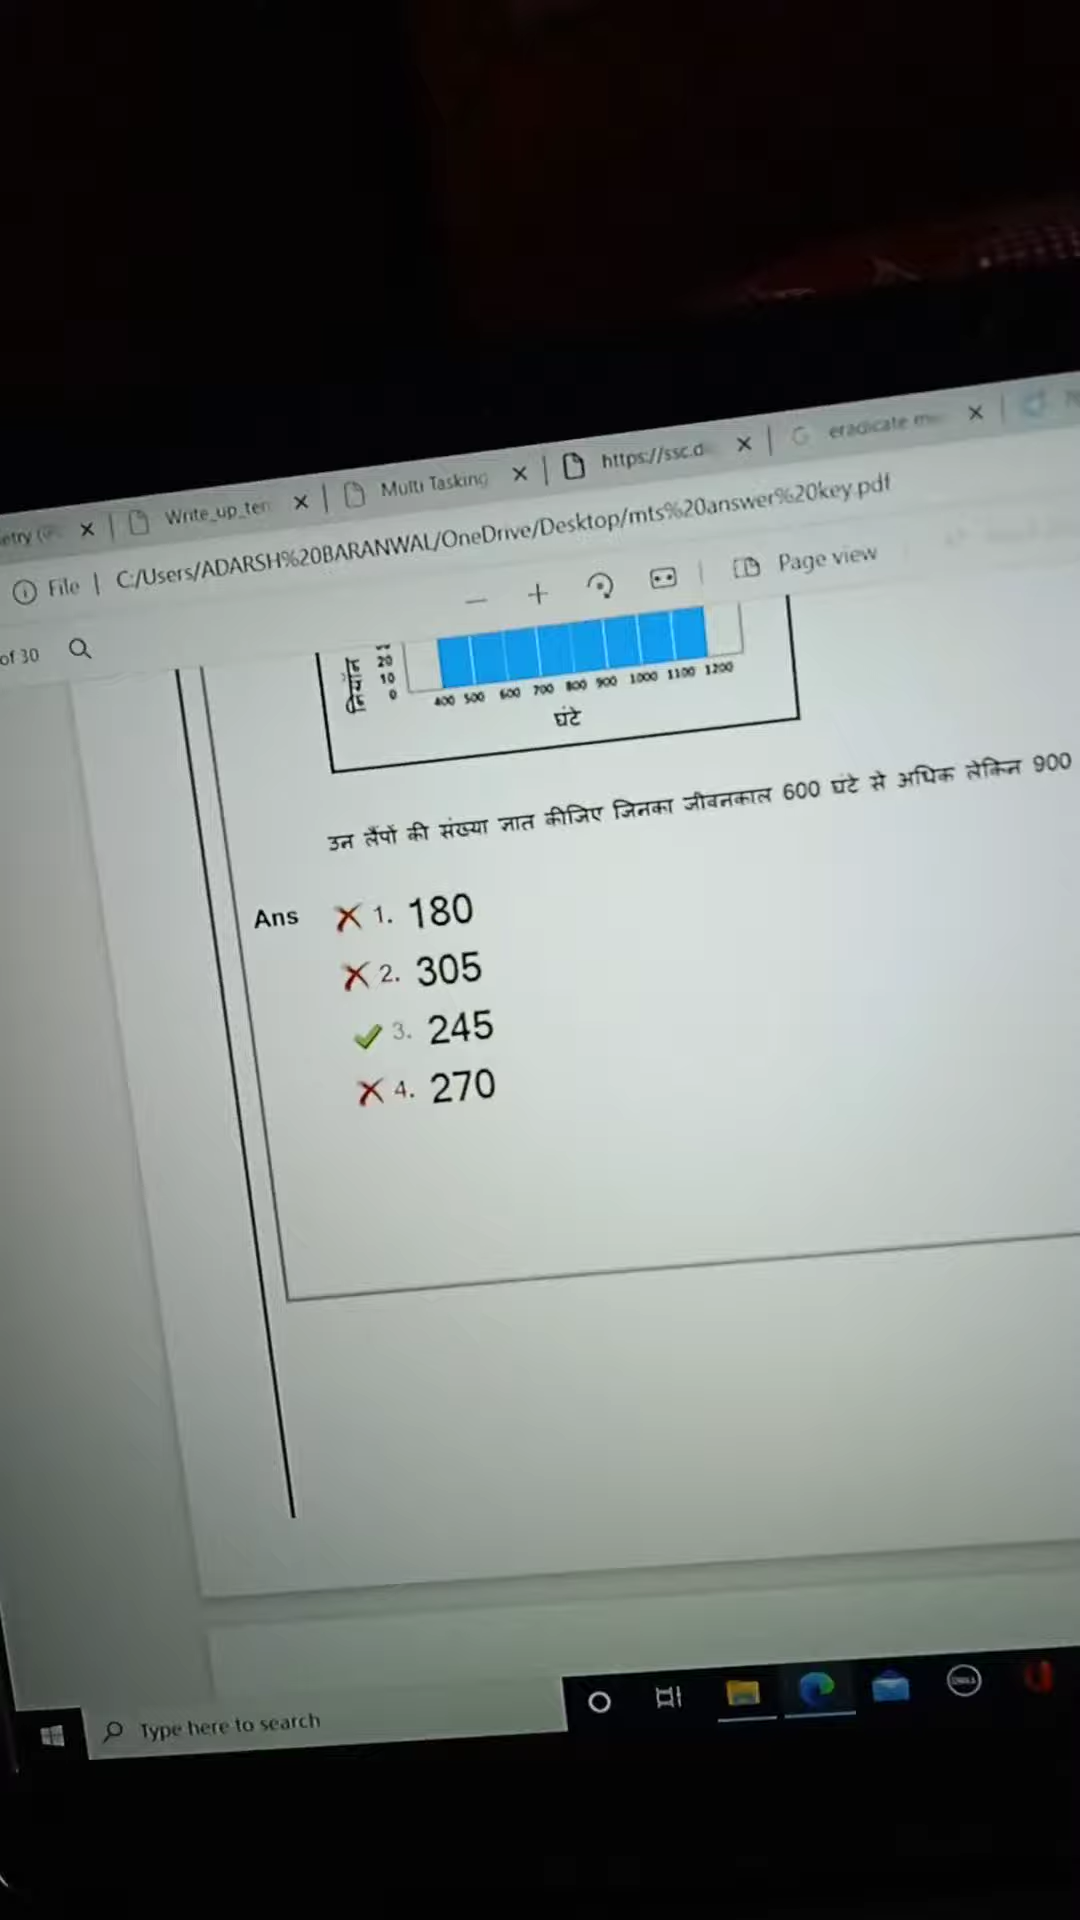 Write_up_ten
Multi Tasking
https://ssc.d
eradicate m
File | C:/Users/ADARSH%20BARANWAL/OneDrive/Desktop/mts%20answer%20key.pdf
of 30
Page view
20
10
0
400 500 600 700 800 900 1000 1100 1200
घंटे
उन लैंपों की संख्या ज्ञात कीजिए जिनका जीवनकाल 600 घंटे से अधिक लेकिन 900
Ans 1. 180
2. 305
3. 245
4. 270
Type here to search
DELL